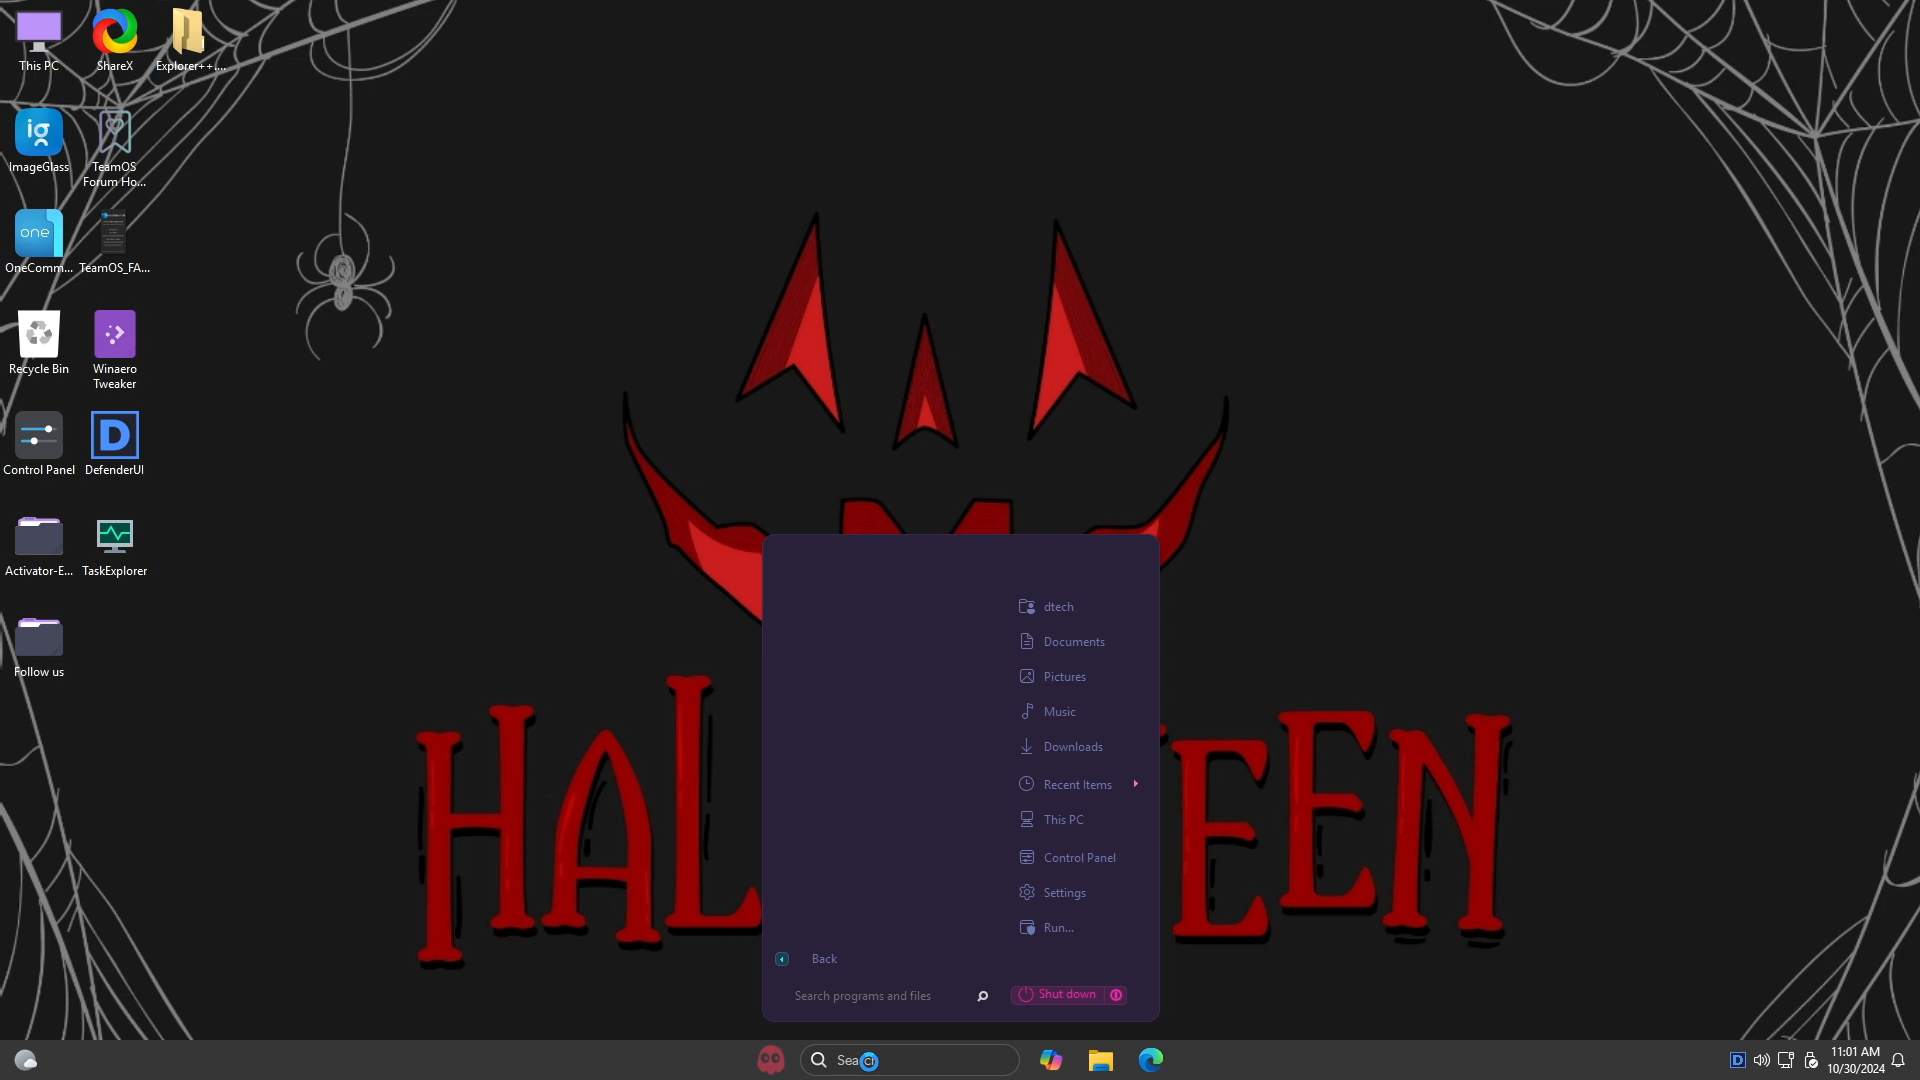 This PC
ShareX
Explorer++....
ig
ImageGlass
TeamOS
Forum Ho...
one
OneComm...
TeamOS_FA...
Recycle Bin
Winaero
Tweaker
Control Panel
D
DefenderUI
Activator-E...
TaskExplorer
Follow us
dtech
Documents
Pictures
Music
Downloads
Recent Items
This PC
Control Panel
Settings
Run...
Back
Search programs and files
Shut down
HAL
EEN
Search
D
11:01 AM
10/30/2024